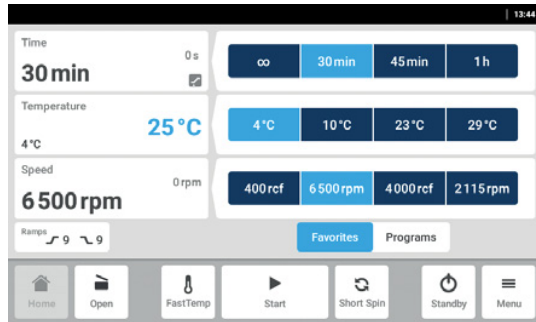 13:44
Time
0 s
30 min
∞ 30 min 45 min 1 h
Temperature
25 °C
4 °C
4 °C 10 °C 23 °C 29 °C
Speed
0 rpm
6 500 rpm
400 rcf 6 500 rpm 4 000 rcf 2 115 rpm
Ramps 9 9
Favorites Programs
Home Open FastTemp Start Short Spin Standby Menu